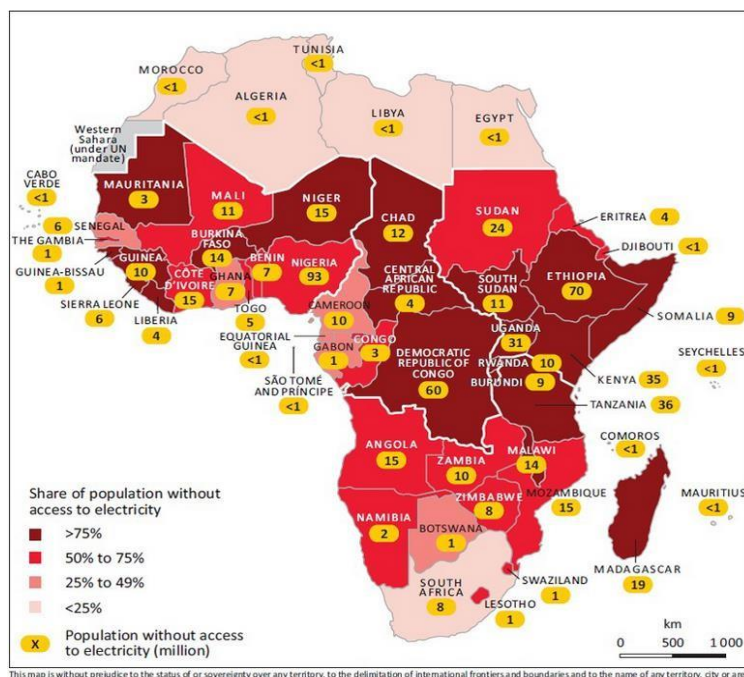 TUNISIA
<1
MOROCCO
<1
ALGERIA
<1
LIBYA
<1
EGYPT
<1
Western
Sahara
(under UN
mandate)
CABO
VERDE
<1
MAURITANIA
3
MALI
11
NIGER
15
CHAD
12
SUDAN
24
ERITREA 4
DJIBOUTI <1
6 SENEGAL
THE GAMBIA
1
GUINEA-BISSAU
1
GUINEA
10
SIERRA LEONE
6
LIBERIA
4
BURKINA
FASO
14
CÔTE
D'IVOIRE
15
GHANA
7
TOGO
5
BENIN
7
NIGERIA
93
CAMEROON
10
CENTRAL
AFRICAN
REPUBLIC
4
SOUTH
SUDAN
11
ETHIOPIA
70
SOMALIA 9
EQUATORIAL
GUINEA
<1
GABON
1
CONGO
3
SÃO TOMÉ
AND PRÍNCIPE
<1
DEMOCRATIC
REPUBLIC OF
CONGO
60
UGANDA
31
RWANDA 10
BURUNDI 9
KENYA 35
TANZANIA 36
SEYCHELLES
<1
COMOROS
<1
ANGOLA
15
ZAMBIA
10
MALAWI
14
MOZAMBIQUE
15
ZIMBABWE
8
NAMIBIA
2
BOTSWANA
1
MAURITIUS
<1
MADAGASCAR
19
SOUTH
AFRICA
8
SWAZILAND
1
LESOTHO
1
Share of population without
access to electricity
>75%
50% to 75%
25% to 49%
<25%
X Population without access
to electricity (million)
km
0 500 1 000
This map is without prejudice to the status of or sovereignty over any territory, to the delimitation of international frontiers and boundaries and to the name of any territory, city or area